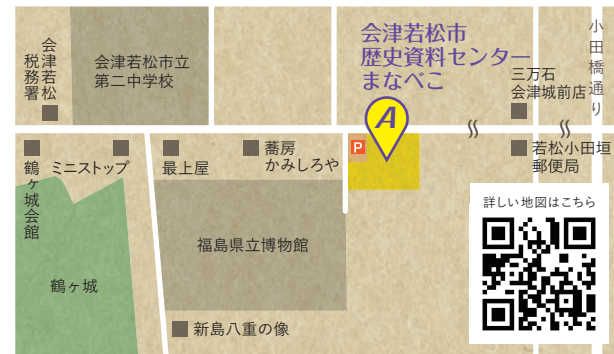 会津若松市
歴史資料センター
まなべこ
小田橋通り
会津若松
税務署
会津若松市立
第二中学校
三万石
会津城前店
A
P
鶴ヶ城会館
ミニストップ
最上屋
蕎房
かみしろや
若松小田垣
郵便局
詳しい地図はこちら
福島県立博物館
鶴ヶ城
新島八重の像